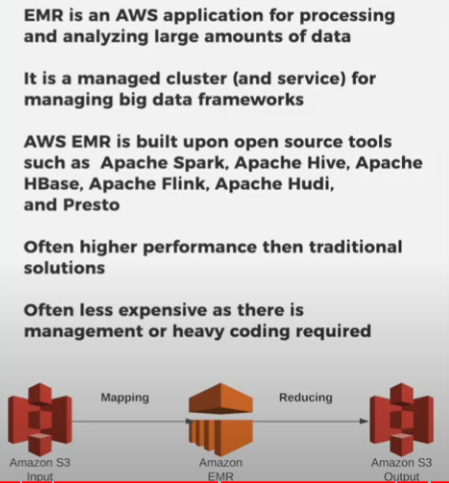 EMR is an AWS application for processing
and analyzing large amounts of data
It is a managed cluster (and service) for
managing big data frameworks
AWS EMR is built upon open source tools
such as Apache Spark, Apache Hive, Apache
HBase, Apache Flink, Apache Hudi,
and Presto
Often higher performance then traditional
solutions
Often less expensive as there is
management or heavy coding required
Mapping
Reducing
Amazon S3
Input
Amazon
EMR
Amazon S3
Output